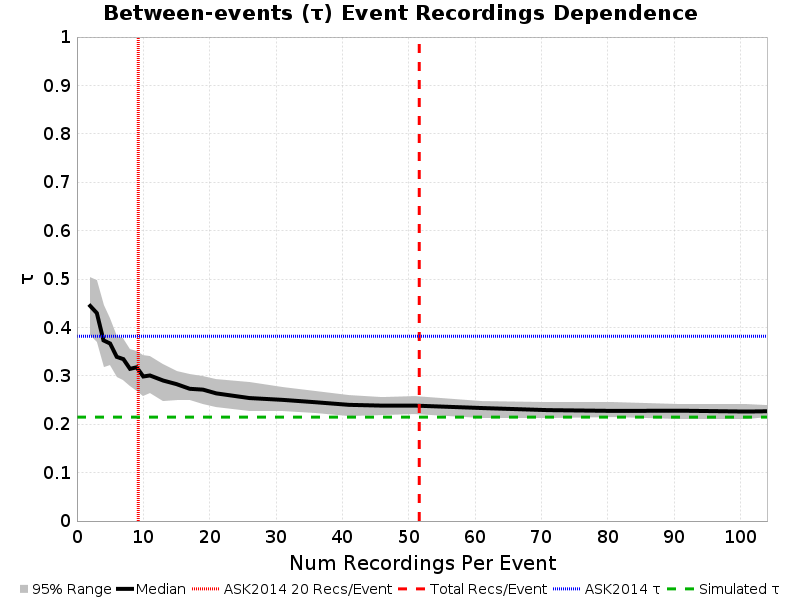 Between-events (τ) Event Recordings Dependence
1
0.9
0.8
0.7
0.6
0.5
0.4
0.3
0.2
0.1
0
τ
0 10 20 30 40 50 60 70 80 90 100
Num Recordings Per Event
95% Range Median ASK2014 20 Recs/Event Total Recs/Event ASK2014 τ Simulated τ